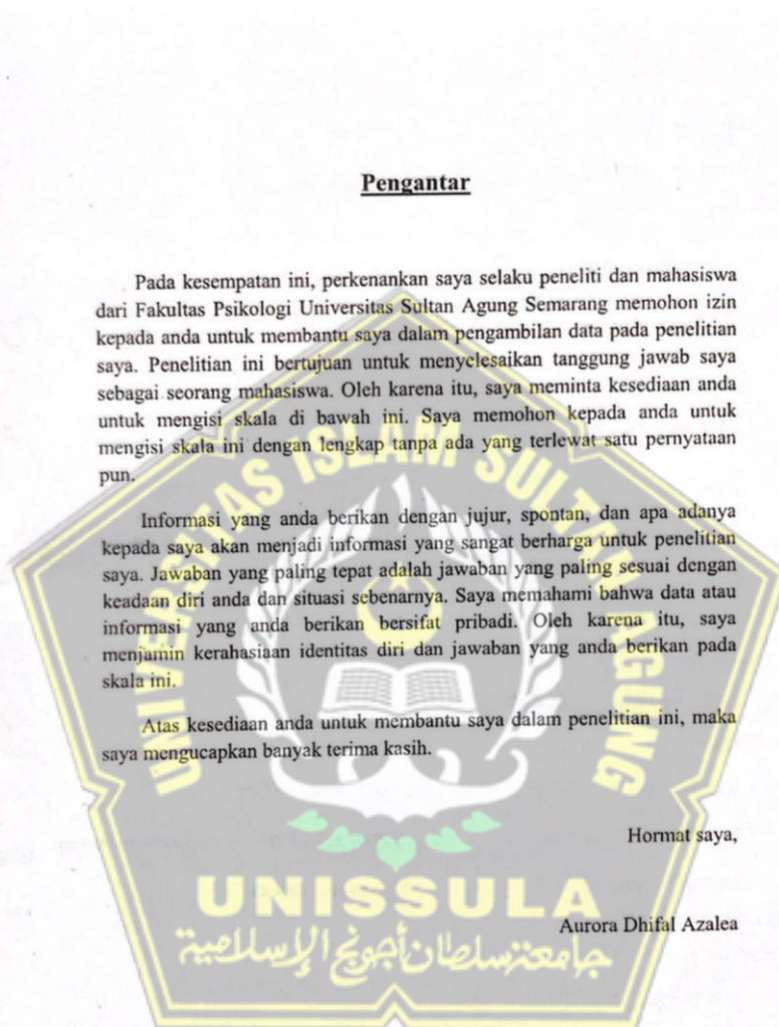 Pengantar
Pada kesempatan ini, perkenankan saya selaku peneliti dan mahasiswa
dari Fakultas Psikologi Universitas Sultan Agung Semarang memohon izin
kepada anda untuk membantu saya dalam pengambilan data pada penelitian
saya. Penelitian ini bertujuan untuk menyelesaikan tanggung jawab saya
sebagai seorang mahasiswa. Oleh karena itu, saya meminta kesediaan anda
untuk mengisi skala di bawah ini. Saya memohon kepada anda untuk
mengisi skala ini dengan lengkap tanpa ada yang terlewat satu pernyataan
pun.
Informasi yang anda berikan dengan jujur, spontan, dan apa adanya
kepada saya akan menjadi informasi yang sangat berharga untuk penelitian
saya. Jawaban yang paling tepat adalah jawaban yang paling sesuai dengan
keadaan diri anda dan situasi sebenarnya. Saya memahami bahwa data atau
informasi yang anda berikan bersifat pribadi. Oleh karena itu, saya
menjamin kerahasiaan identitas diri dan jawaban yang anda berikan pada
skala ini.
Atas kesediaan anda untuk membantu saya dalam penelitian ini, maka
saya mengucapkan banyak terima kasih.
Hormat saya,
Aurora Dhifal Azalea
UNIVERSITAS ISLAM SULTAN AGUNG
UNISSULA
جامعة سلطان أجونج الإسلامية